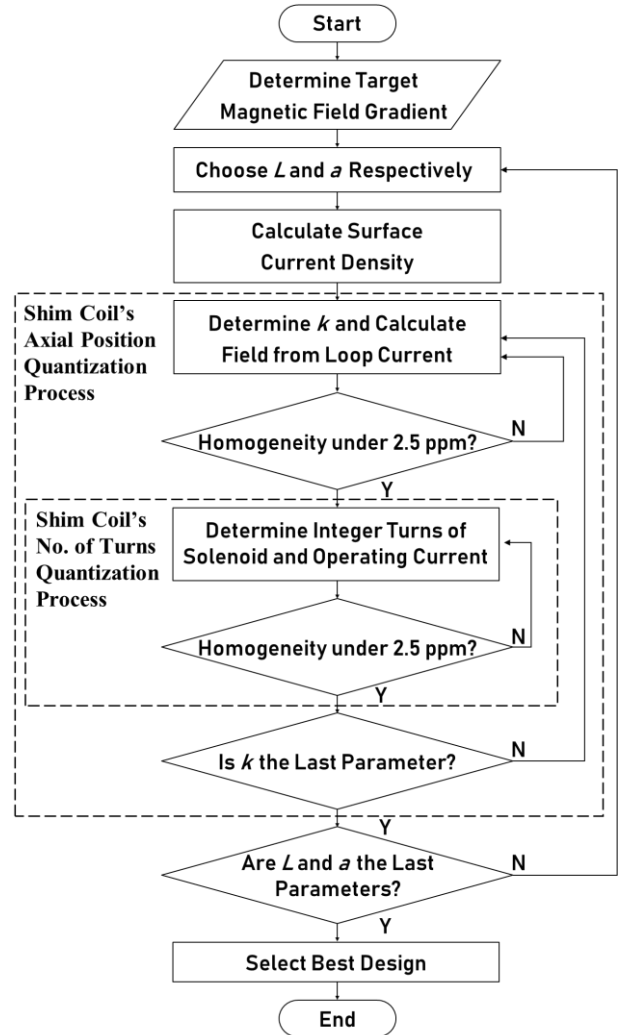 Start
Determine Target
Magnetic Field Gradient
Choose L and a Respectively
Calculate Surface
Current Density
Shim Coil's
Axial Position
Quantization
Process
Determine k and Calculate
Field from Loop Current
Homogeneity under 2.5 ppm?
N
Y
Shim Coil's
No. of Turns
Quantization
Process
Determine Integer Turns of
Solenoid and Operating Current
Homogeneity under 2.5 ppm?
N
Y
Is k the Last Parameter?
N
Y
Are L and a the Last
Parameters?
N
Y
Select Best Design
End